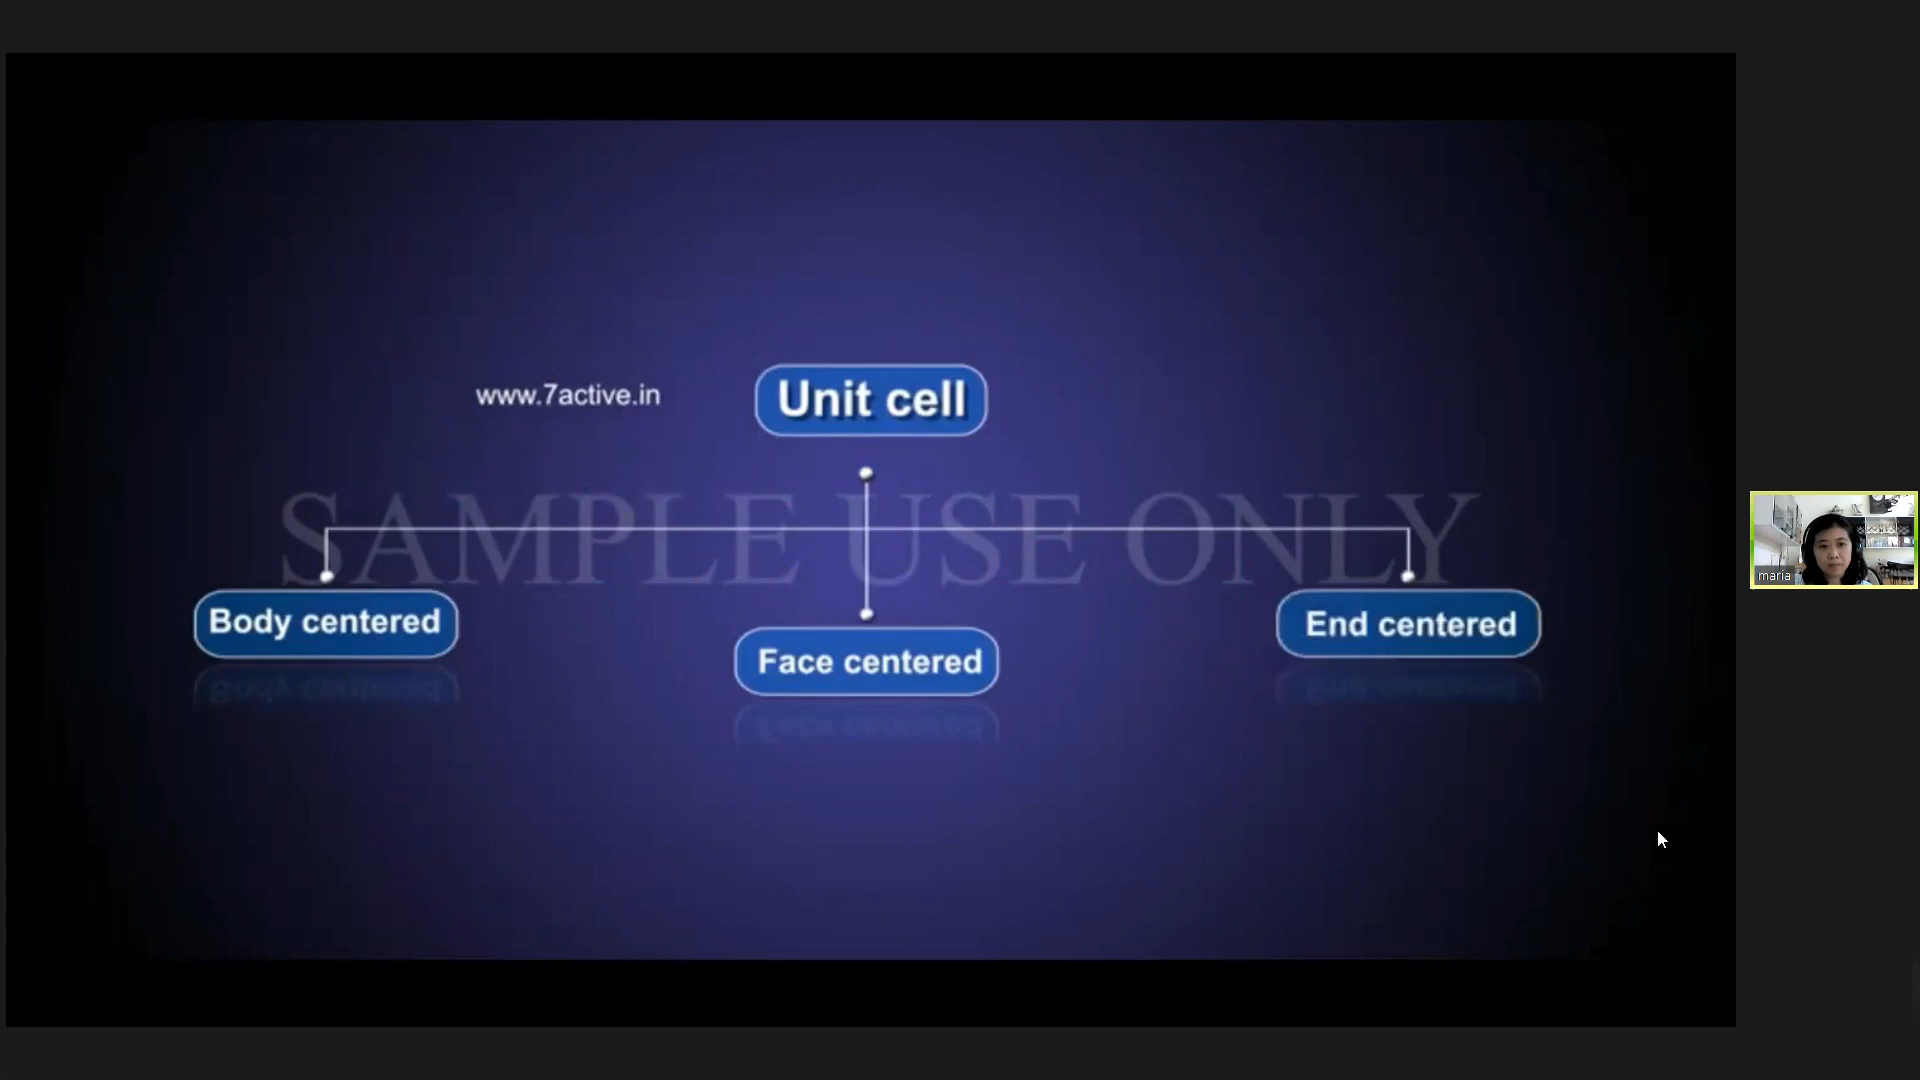 www.7active.in
Unit cell
SAMPLE USE ONLY
Body centered
Face centered
End centered
maria